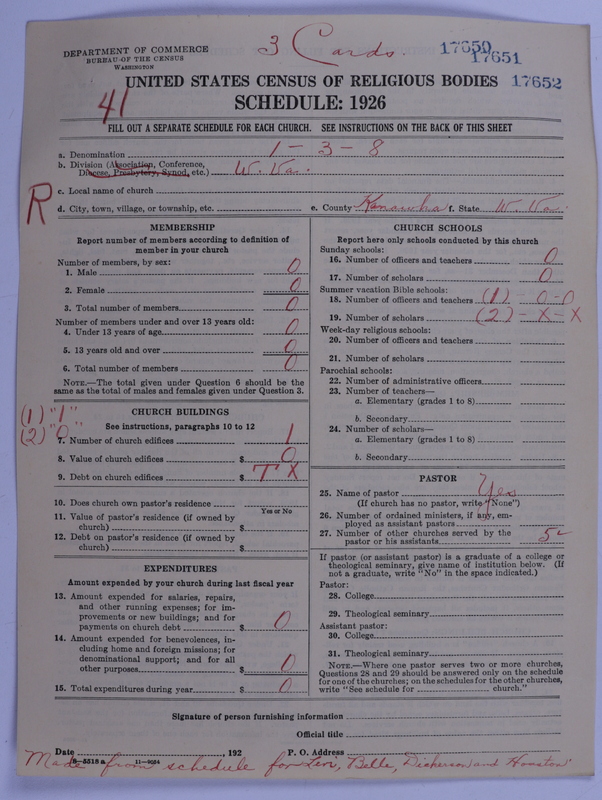 3 Cards.
17650
17651
17652
DEPARTMENT OF COMMERCE
BUREAU OF THE CENSUS
WASHINGTON
UNITED STATES CENSUS OF RELIGIOUS BODIES
41
SCHEDULE: 1926
FILL OUT A SEPARATE SCHEDULE FOR EACH CHURCH. SEE INSTRUCTIONS ON THE BACK OF THIS SHEET
a. Denomination 1-3-8
b. Division (Association, Conference, Diocese, Presbytery, Synod, etc.) W. Va.
R
c. Local name of church
d. City, town, village, or township, etc. e. County Kanawha f. State W. Va.
MEMBERSHIP
Report number of members according to definition of
member in your church
Number of members, by sex:
1. Male 0
2. Female 0
3. Total number of members 0
Number of members under and over 13 years old:
4. Under 13 years of age 0
5. 13 years old and over 0
6. Total number of members 0
NOTE.—The total given under Question 6 should be the
same as the total of males and females given under Question 3.
(1) "1"
(2) "0"
CHURCH BUILDINGS
See instructions, paragraphs 10 to 12
7. Number of church edifices 1
8. Value of church edifices $ 0
9. Debt on church edifices $ T X
10. Does church own pastor's residence
Yes or No
11. Value of pastor's residence (if owned by
church) $
12. Debt on pastor's residence (if owned by
church) $
EXPENDITURES
Amount expended by your church during last fiscal year
13. Amount expended for salaries, repairs,
and other running expenses; for im-
provements or new buildings; and for
payments on church debt $ 0
14. Amount expended for benevolences, in-
cluding home and foreign missions; for
denominational support; and for all
other purposes $ 0
15. Total expenditures during year $ 0
CHURCH SCHOOLS
Report here only schools conducted by this church
Sunday schools:
16. Number of officers and teachers 0
17. Number of scholars 0
Summer vacation Bible schools:
18. Number of officers and teachers (1) 0-0
19. Number of scholars (2) - X - X
Week-day religious schools:
20. Number of officers and teachers
21. Number of scholars
Parochial schools:
22. Number of administrative officers
23. Number of teachers—
a. Elementary (grades 1 to 8)
b. Secondary
24. Number of scholars—
a. Elementary (grades 1 to 8)
b. Secondary
PASTOR
25. Name of pastor Yes
(If church has no pastor, write "None")
26. Number of ordained ministers, if any, em-
ployed as assistant pastors
27. Number of other churches served by the
pastor or his assistants 5
If pastor (or assistant pastor) is a graduate of a college or
theological seminary, give name of institution below. (If
not a graduate, write "No" in the space indicated.)
Pastor:
28. College
29. Theological seminary
Assistant pastor:
30. College
31. Theological seminary
NOTE.—Where one pastor serves two or more churches,
Questions 28 and 29 should be answered only on the schedule
for one of the churches; on the schedules for the other churches,
write "See schedule for church."
Signature of person furnishing information
Official title
Date , 192 P. O. Address
8-5518 a 11-9024
Made from schedule for Len, Belle, Dickerson and Houston